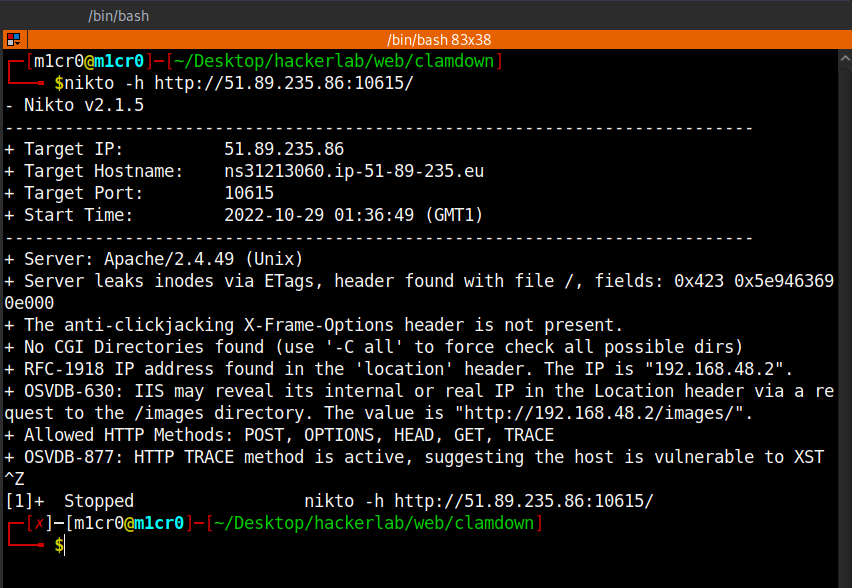 /bin/bash
/bin/bash 83x38
[m1cr0@m1cr0]─[~/Desktop/hackerlab/web/clamdown]
$nikto -h http://51.89.235.86:10615/
- Nikto v2.1.5
---------------------------------------------------------------------------
+ Target IP:          51.89.235.86
+ Target Hostname:    ns31213060.ip-51-89-235.eu
+ Target Port:        10615
+ Start Time:         2022-10-29 01:36:49 (GMT1)
---------------------------------------------------------------------------
+ Server: Apache/2.4.49 (Unix)
+ Server leaks inodes via ETags, header found with file /, fields: 0x423 0x5e946369
0e000
+ The anti-clickjacking X-Frame-Options header is not present.
+ No CGI Directories found (use '-C all' to force check all possible dirs)
+ RFC-1918 IP address found in the 'location' header. The IP is "192.168.48.2".
+ OSVDB-630: IIS may reveal its internal or real IP in the Location header via a re
quest to the /images directory. The value is "http://192.168.48.2/images/".
+ Allowed HTTP Methods: POST, OPTIONS, HEAD, GET, TRACE
+ OSVDB-877: HTTP TRACE method is active, suggesting the host is vulnerable to XST
^Z
[1]+  Stopped                 nikto -h http://51.89.235.86:10615/
[✗]─[m1cr0@m1cr0]─[~/Desktop/hackerlab/web/clamdown]
$